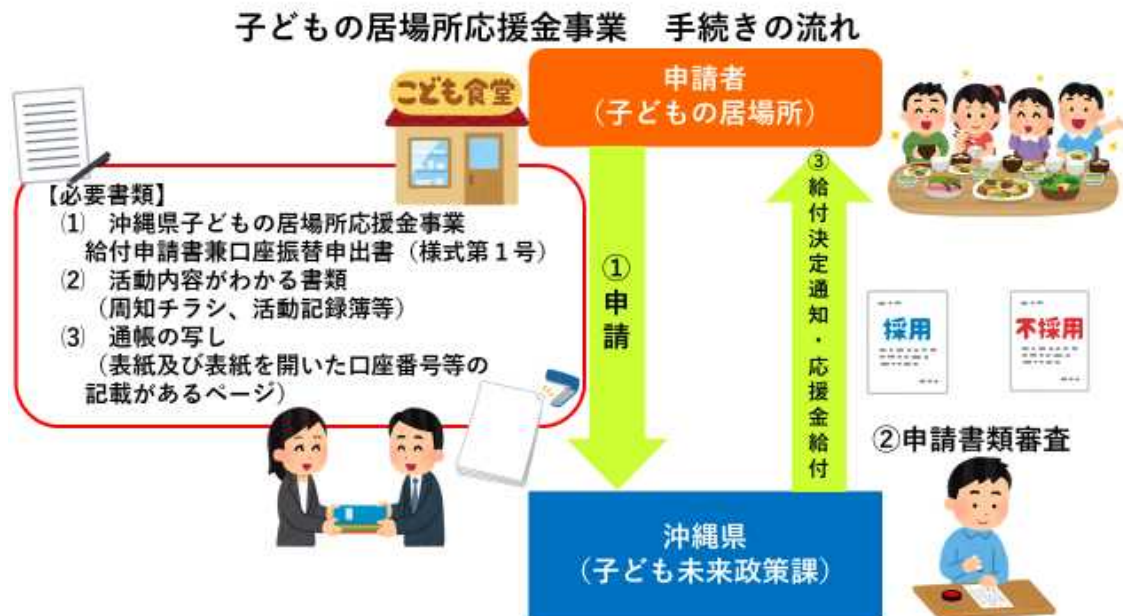 子どもの居場所応援金事業　手続きの流れ
こども食堂
申請者
（子どもの居場所）
【必要書類】
⑴　沖縄県子どもの居場所応援金事業
給付申請書兼口座振替申出書（様式第１号）
⑵　活動内容がわかる書類
（周知チラシ、活動記録簿等）
⑶　通帳の写し
（表紙及び表紙を開いた口座番号等の
記載があるページ）
①申請
③給付決定通知・応援金給付
採用
不採用
②申請書類審査
沖縄県
（子ども未来政策課）